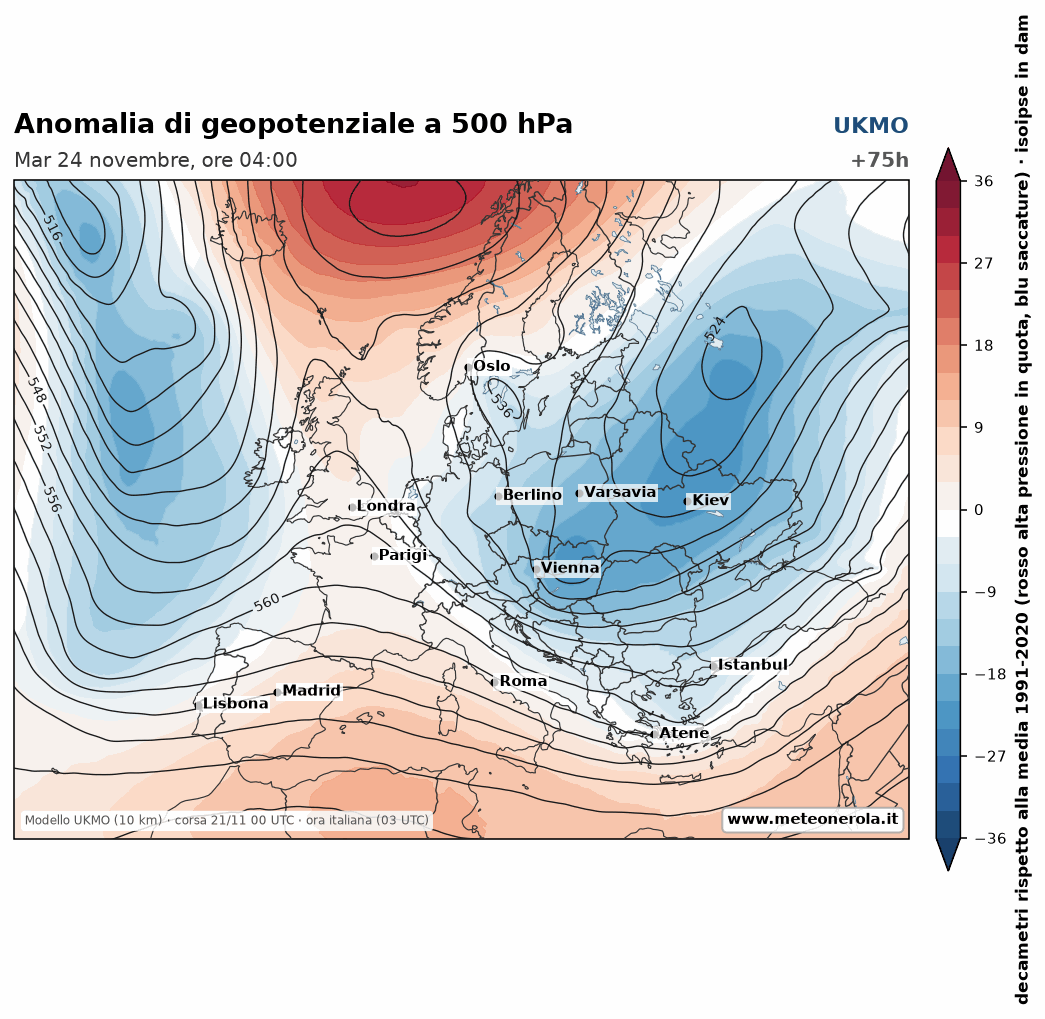 Anomalia di geopotenziale a 500 hPa
UKMO
Mar 24 novembre, ore 04:00
+75h
516
548
552
556
560
536
524
Oslo
Berlino
Varsavia
Kiev
Londra
Parigi
Vienna
Istanbul
Roma
Madrid
Lisbona
Atene
Modello UKMO (10 km) · corsa 21/11 00 UTC · ora italiana (03 UTC)
www.meteonerola.it
36
27
18
9
0
−9
−18
−27
−36
decametri rispetto alla media 1991-2020 (rosso alta pressione in quota, blu saccature) · isoipse in dam